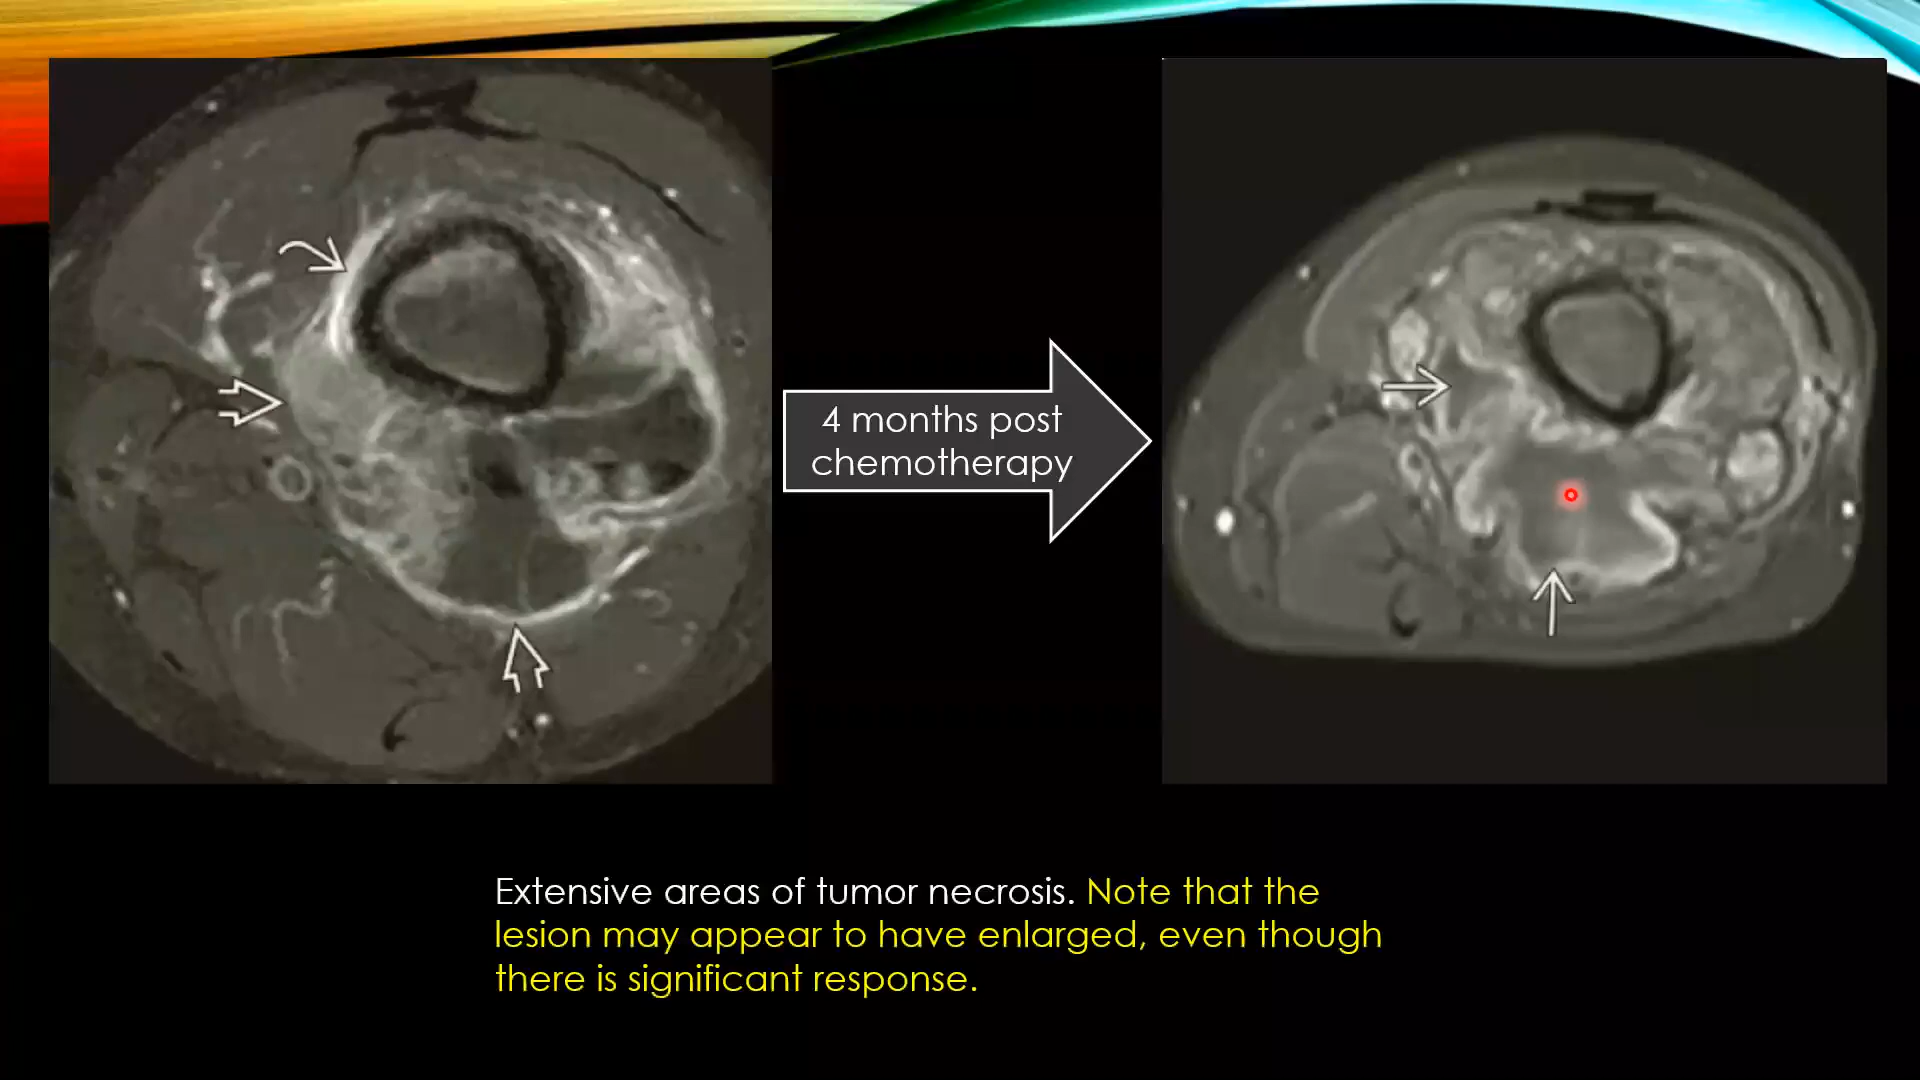 4 months post
chemotherapy
Extensive areas of tumor necrosis. Note that the
lesion may appear to have enlarged, even though
there is significant response.